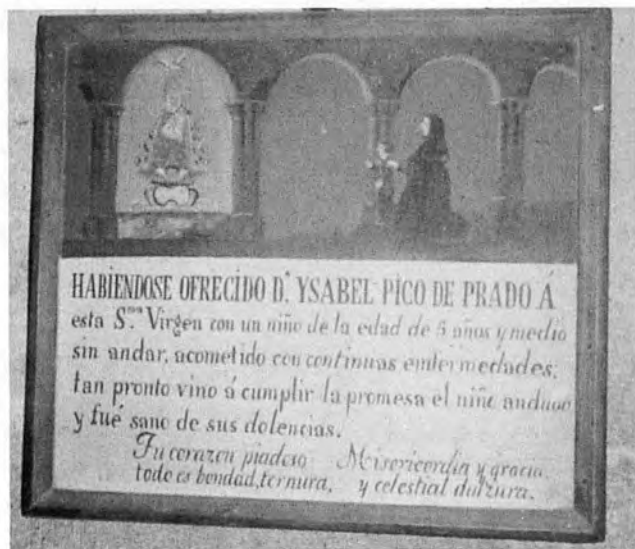 HABIENDOSE OFRECIDO D.ª YSABEL PICO DE PRADO Á
esta S.ma Virgen con un niño de la edad de 5 años y medio
sin andar, acometido con continuas enfermedades;
tan pronto vino á cumplir la promesa el niño anduvo
y fué sano de sus dolencias.
Tu corazon piadoso
todo es bondad, ternura,
Misericordia y gracia
y celestial dulzura.